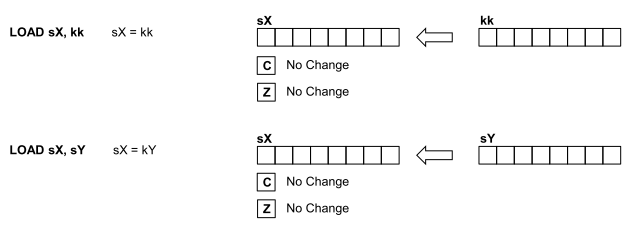 sX kk
LOAD sX, kk sX = kk
C No Change
Z No Change
sX sY
LOAD sX, sY sX = kY
C No Change
Z No Change